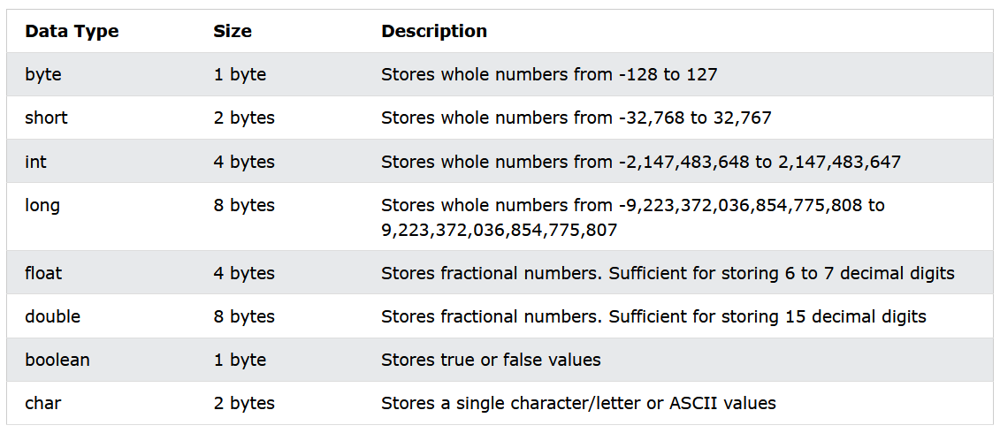 Data Type Size Description
byte 1 byte Stores whole numbers from -128 to 127
short 2 bytes Stores whole numbers from -32,768 to 32,767
int 4 bytes Stores whole numbers from -2,147,483,648 to 2,147,483,647
long 8 bytes Stores whole numbers from -9,223,372,036,854,775,808 to
9,223,372,036,854,775,807
float 4 bytes Stores fractional numbers. Sufficient for storing 6 to 7 decimal digits
double 8 bytes Stores fractional numbers. Sufficient for storing 15 decimal digits
boolean 1 byte Stores true or false values
char 2 bytes Stores a single character/letter or ASCII values